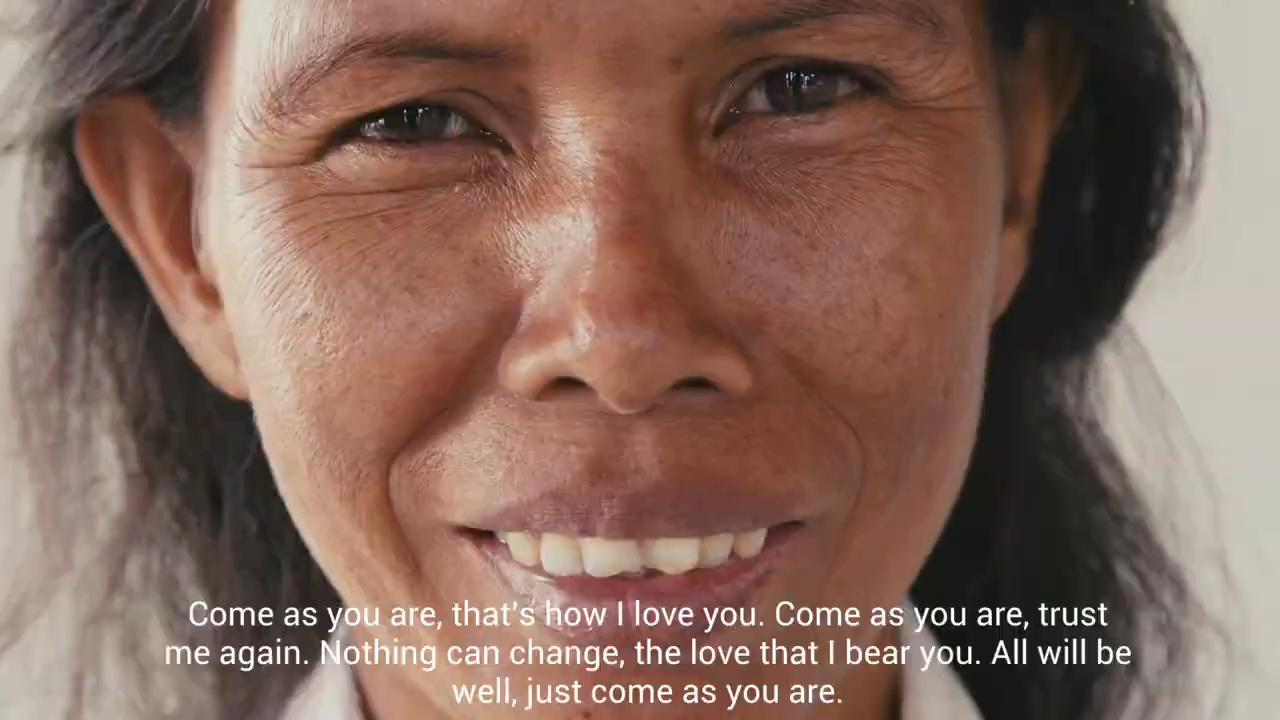 Come as you are, that's how I love you. Come as you are, trust
me again. Nothing can change, the love that I bear you. All will be
well, just come as you are.